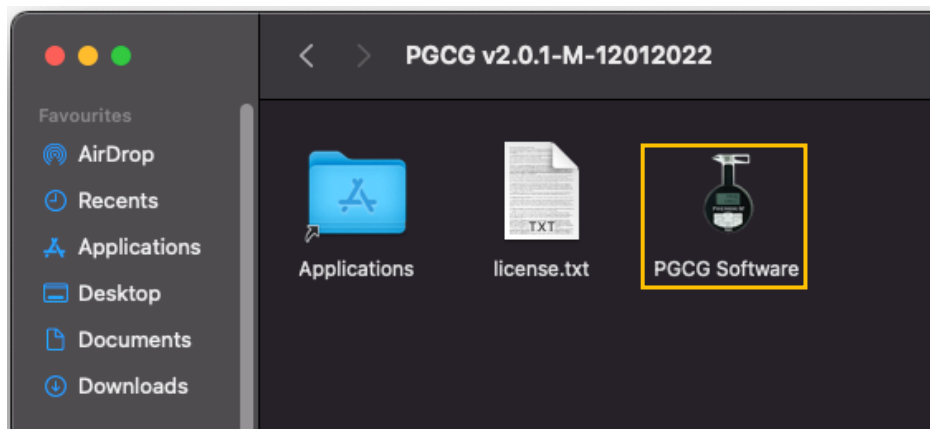 PGCG v2.0.1-M-12012022
Favourites
AirDrop
Recents
Applications
Desktop
Documents
Downloads
TXT
Applications
license.txt
PGCG Software